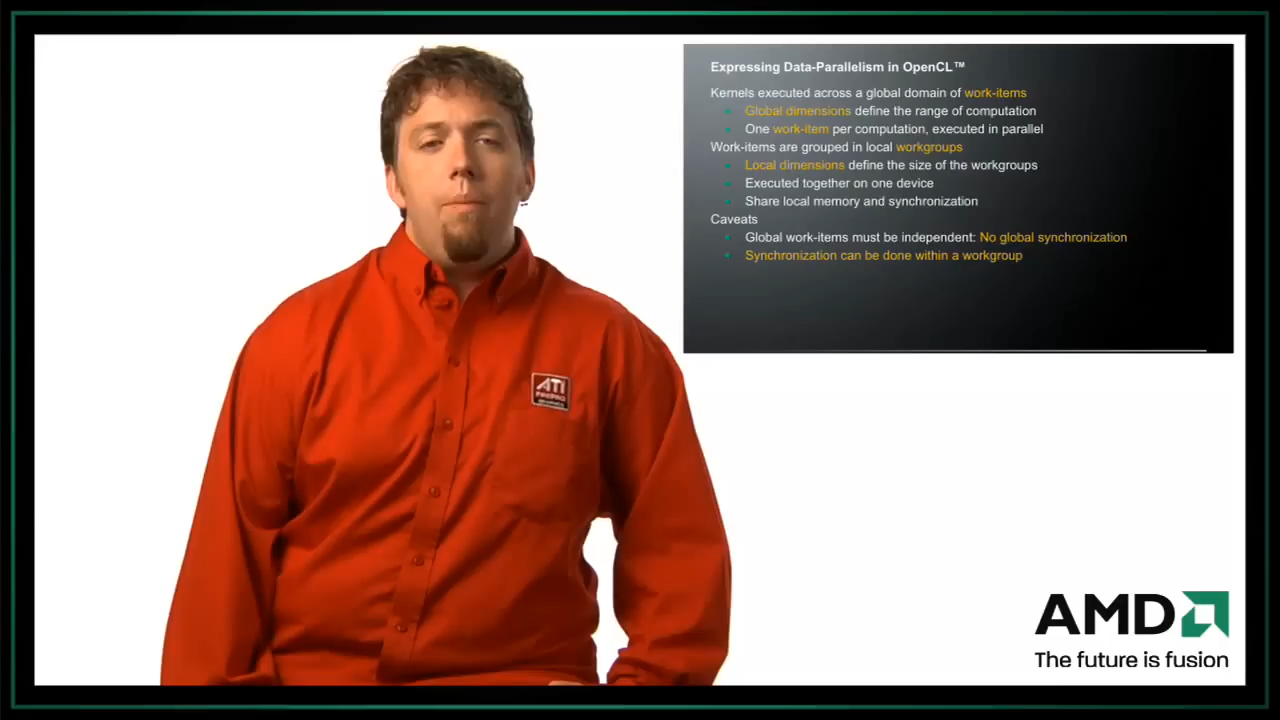 Expressing Data-Parallelism in OpenCL™
Kernels executed across a global domain of work-items
Global dimensions define the range of computation
One work-item per computation, executed in parallel
Work-items are grouped in local workgroups
Local dimensions define the size of the workgroups
Executed together on one device
Share local memory and synchronization
Caveats
Global work-items must be independent: No global synchronization
Synchronization can be done within a workgroup
ATI
FIREPRO
AMD
The future is fusion